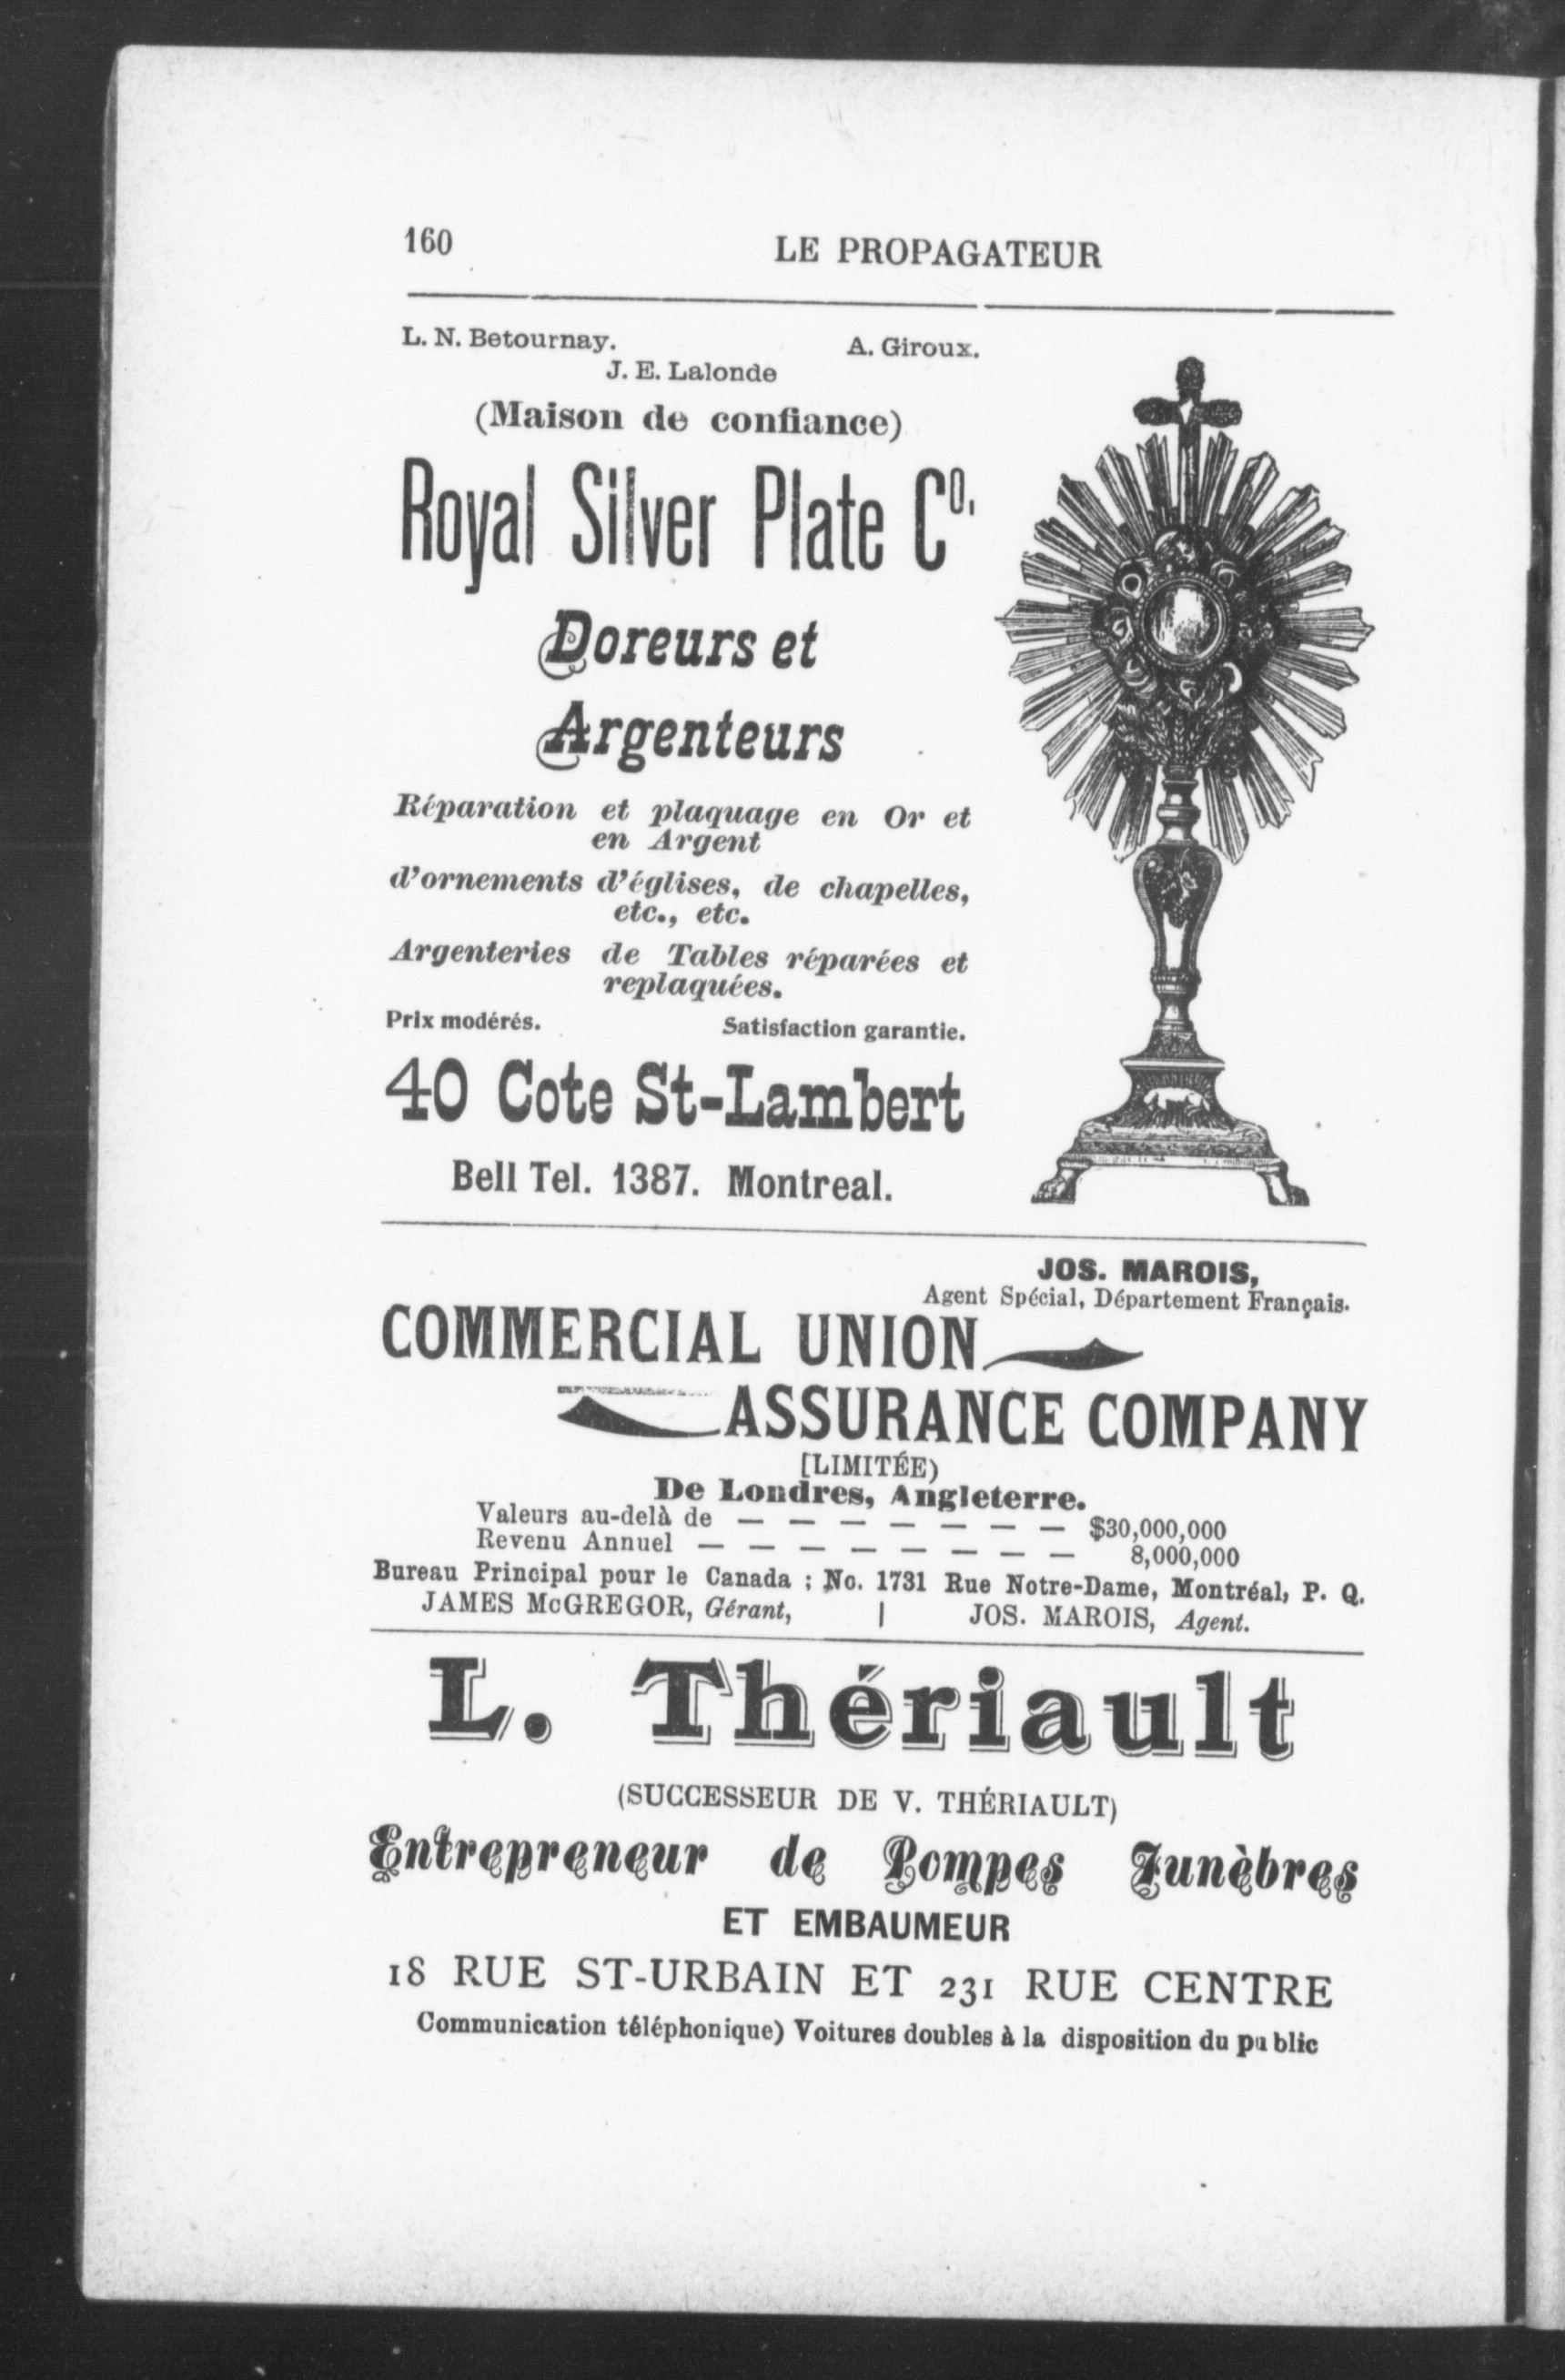 160
LE PROPAGATEUR
L. N. Betournay.
A. Giroux.
J. E. Lalonde
(Maison de confiance)
Royal Silver Plate Co.
Doreurs et
Argenteurs
Réparation et plaquage en Or et
en Argent
d'ornements d'églises, de chapelles,
etc., etc.
Argenteries de Tables réparées et
replaquées.
Prix modérés.
Satisfaction garantie.
40 Cote St-Lambert
Bell Tel. 1387. Montreal.
JOS. MAROIS,
Agent Spécial, Département Français.
COMMERCIAL UNION
ASSURANCE COMPANY
[LIMITÉE)
De Londres, Angleterre.
Valeurs au-delà de — — — — — — — $30,000,000
Revenu Annuel — — — — — — — — 8,000,000
Bureau Principal pour le Canada ; No. 1731 Rue Notre-Dame, Montréal, P. Q.
JAMES McGREGOR, Gérant, | JOS. MAROIS, Agent.
L. Thériault
(SUCCESSEUR DE V. THÉRIAULT)
Entrepreneur de Pompes Funèbres
ET EMBAUMEUR
18 RUE ST-URBAIN ET 231 RUE CENTRE
Communication téléphonique) Voitures doubles à la disposition du pu blic